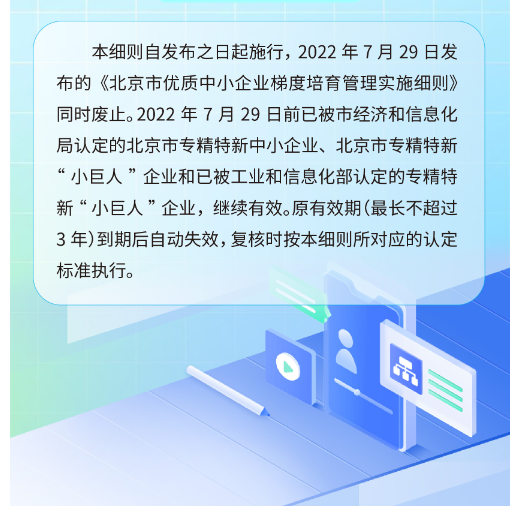 本细则自发布之日起施行，2022 年 7 月 29 日发
布的《北京市优质中小企业梯度培育管理实施细则》
同时废止。2022 年 7 月 29 日前已被市经济和信息化
局认定的北京市专精特新中小企业、北京市专精特新
“小巨人”企业和已被工业和信息化部认定的专精特
新“小巨人”企业，继续有效。原有效期（最长不超过
3 年）到期后自动失效，复核时按本细则所对应的认定
标准执行。